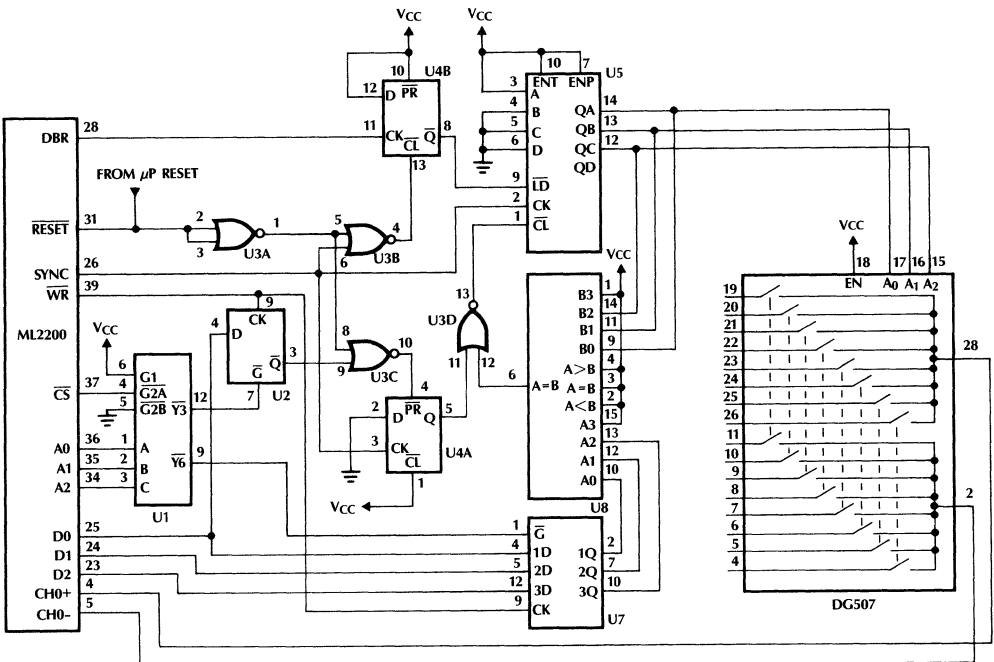 VCC
VCC
10
U4B
12 D PR
11 CK CL Q 8
13
10 7
ENT ENP
U5
3 A
4 B
5 C
6 D
9 LD
2 CK
1 CL
QA 14
QB 13
QC 12
QD
DBR 28
FROM μP RESET
RESET 31
SYNC 26
WR 39
ML2200
CS 37
A0 36
A1 35
A2 34
D0 25
D1 24
D2 23
CH0+ 4
CH0- 5
2
3
1
U3A
5
6
4
U3B
VCC
6 G1
4 G2A
5 G2B Y3 12
1 A Y6 9
2 B
3 C
U1
9
CK
4 D
Q 3
G
7
U2
8
9
10
U3C
4
2 D PR Q 5
3 CK
CL
1
U4A
VCC
13
U3D
11 12
VCC
B3 1
B2 14
B1 11
B0 9
A>B 4
6 A=B A=B 3
A<B 2
A3 15
A2 13
A1 12
A0 10
U8
1 G
4 1D 1Q 2
5 2D 2Q 7
12 3D 3Q 10
9 CK
U7
VCC
18 17 16 15
EN A0 A1 A2
19
20
21
22
23
24
25
26
11
10
9
8
7
6
5
4
28
2
DG507